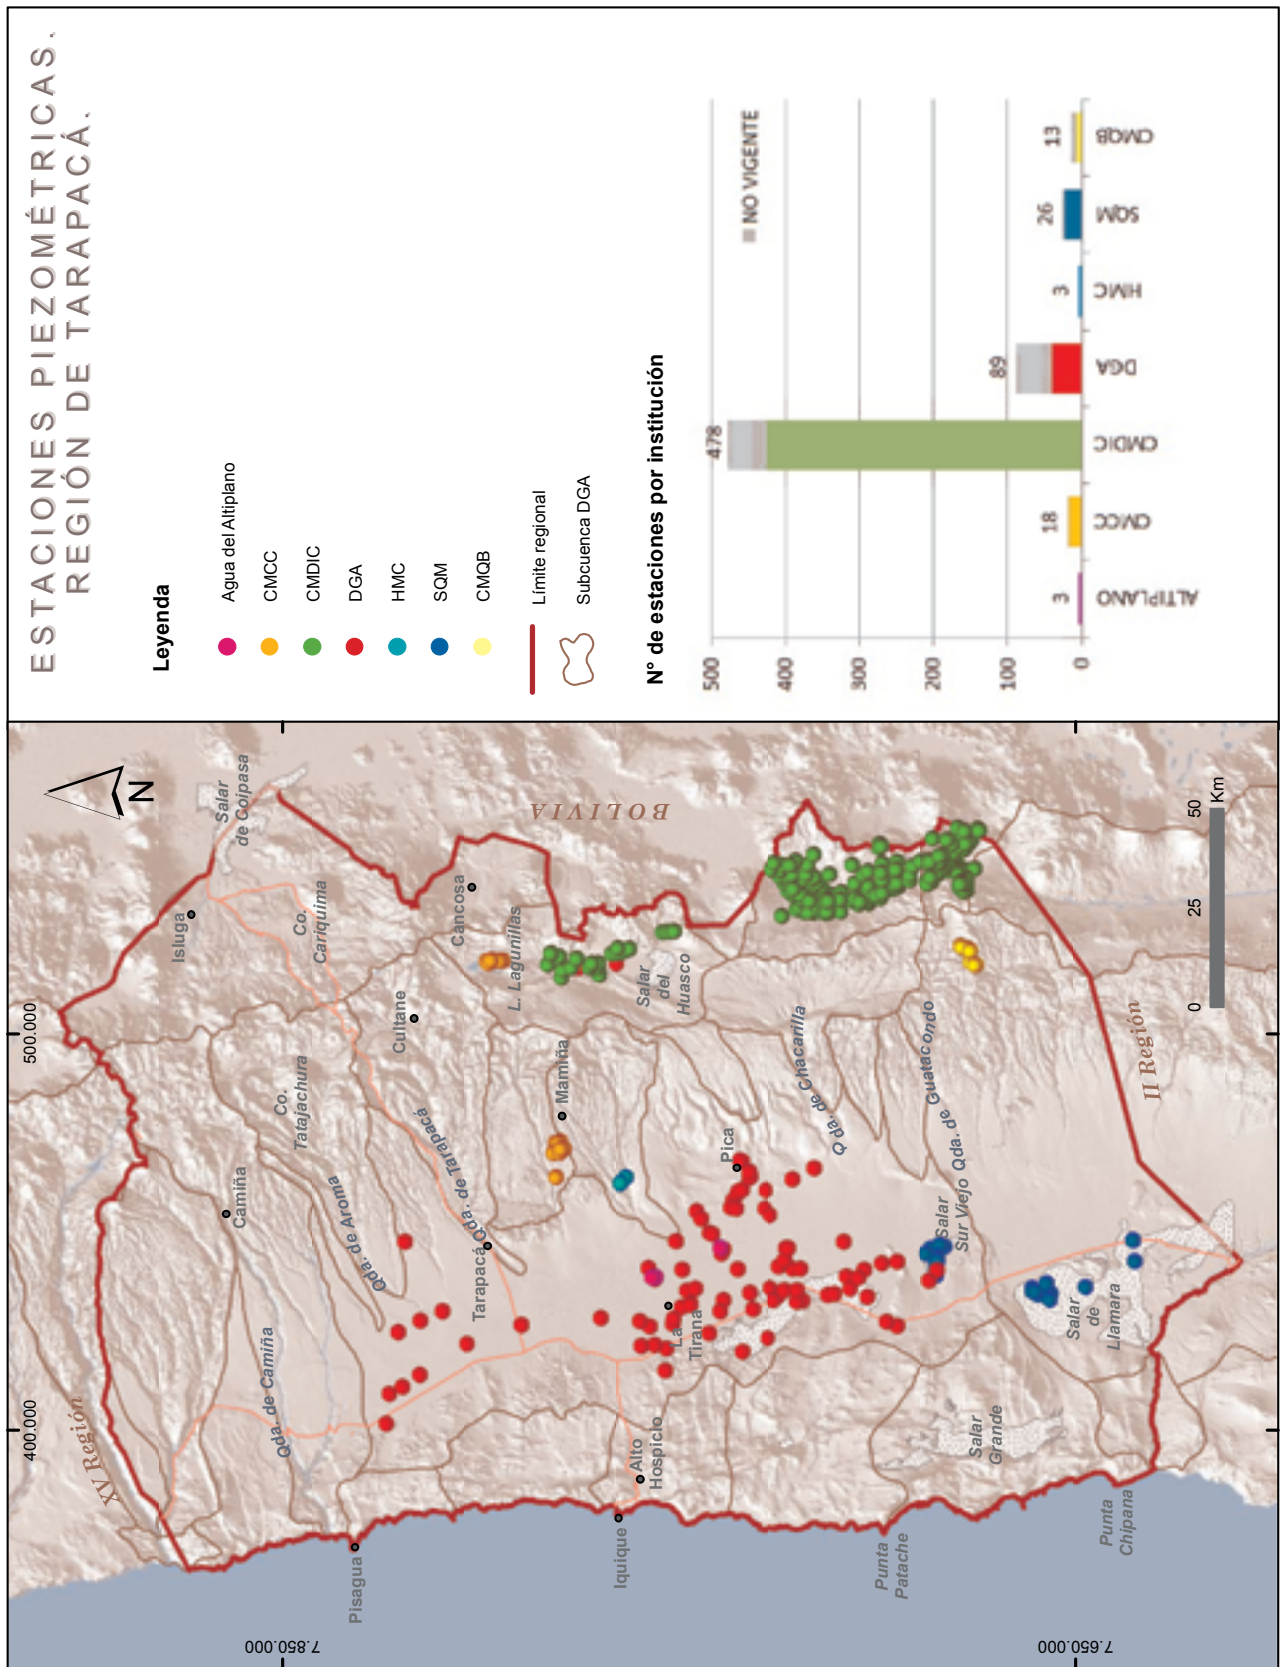 ESTACIONES PIEZOMÉTRICAS.
REGIÓN DE TARAPACÁ.
Leyenda
Agua del Altiplano
CMCC
CMDIC
DGA
HMC
SQM
CMQB
Límite regional
Subcuenca DGA
N° de estaciones por institución
NO VIGENTE
500
400
300
200
100
0
3
18
478
89
3
26
13
ALTIPLANO
CMCC
CMDIC
DGA
HMC
SQM
CMQB
400.000
500.000
7.850.000
7.650.000
N
XV Región
BOLIVIA
II Región
Isluga
Salar
de Coipasa
Co.
Cariquima
Cancosa
Camiña
Co.
Tatajachura
Cultane
L. Lagunillas
Qda. de Camiña
Qda. de Aroma
Qda. de Tarapacá
Tarapacá
Mamiña
Salar
del
Huasco
Pisagua
Iquique
Alto
Hospicio
La
Tirana
Pica
Qda. de Chacarilla
Qda. de Guatacondo
Salar
Sur Viejo
Salar
Grande
Salar
de
Llamara
Punta
Patache
Punta
Chipana
0
25
50
Km